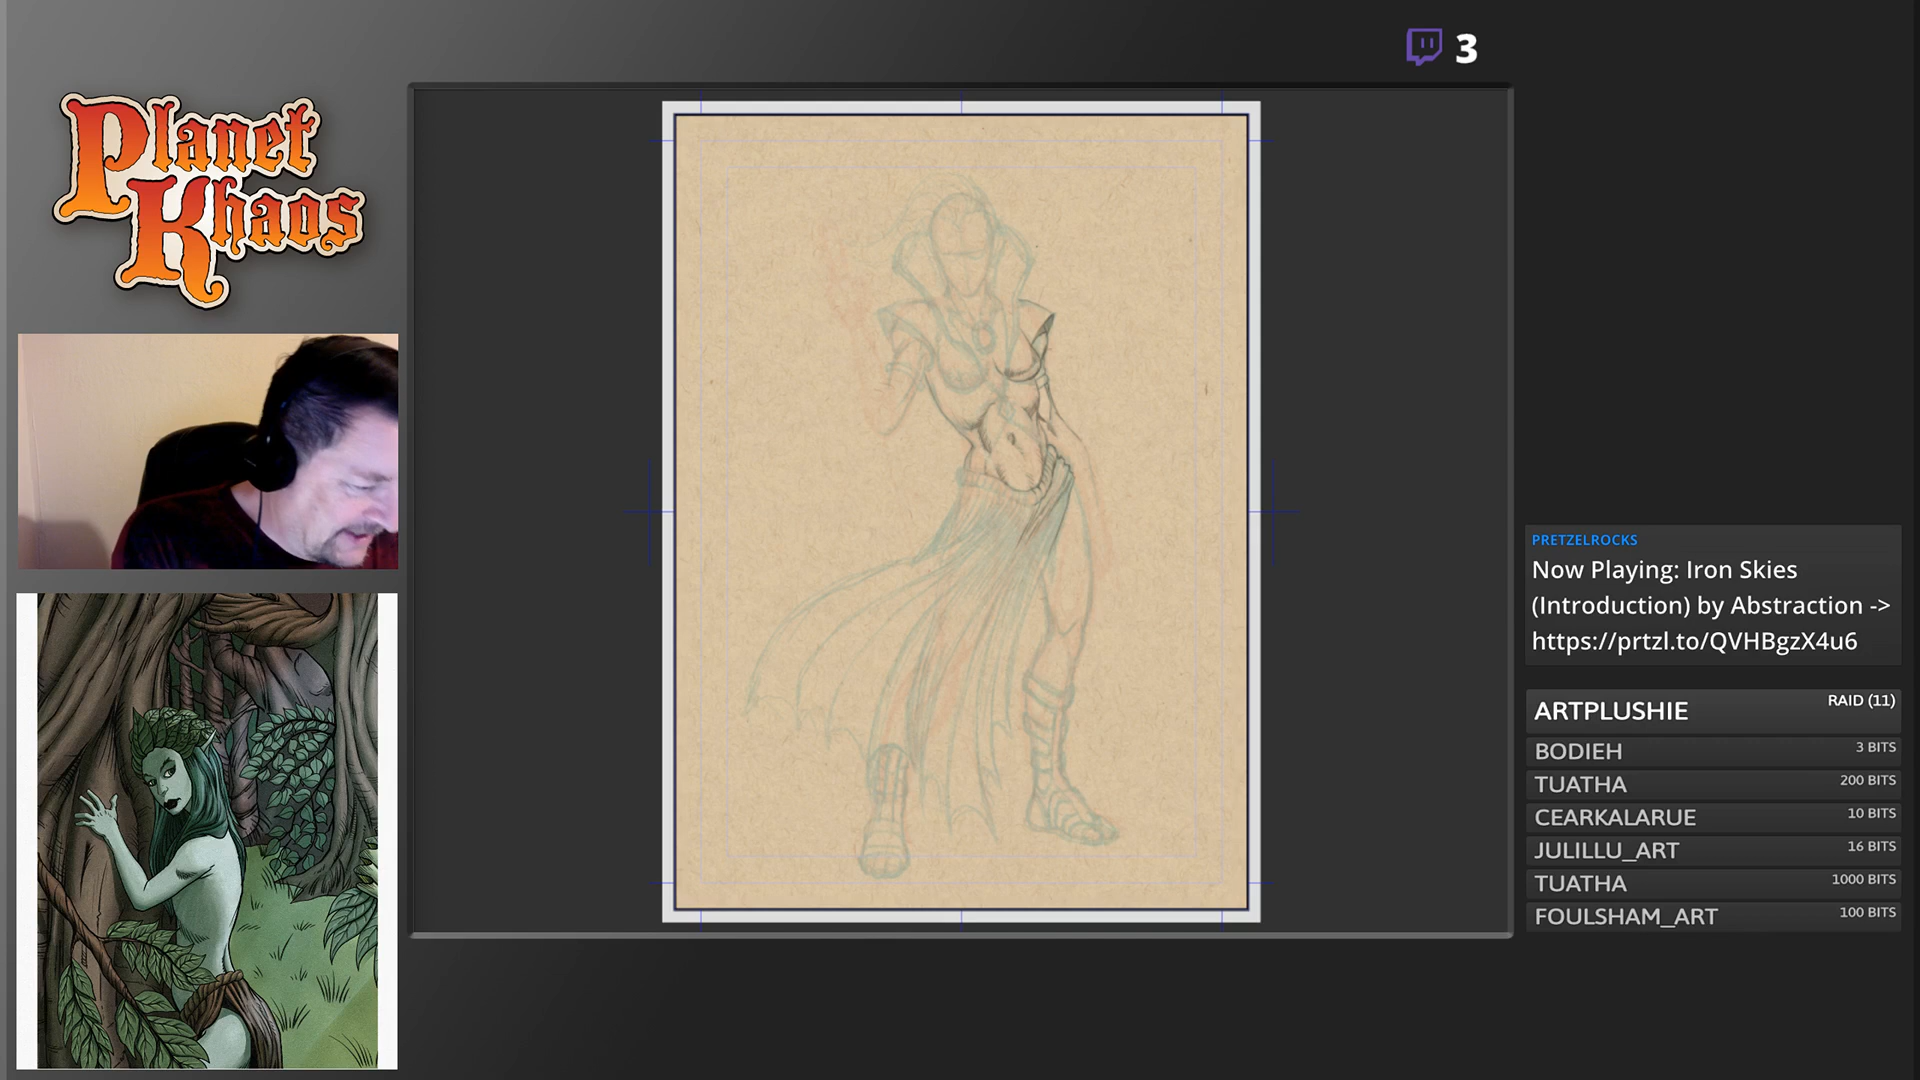 3
Planet
Khaos
PRETZELROCKS
Now Playing: Iron Skies
(Introduction) by Abstraction ->
https://prtzl.to/QVHBgzX4u6
ARTPLUSHIE RAID (11)
BODIEH 3 BITS
TUATHA 200 BITS
CEARKALARUE 10 BITS
JULILLU_ART 16 BITS
TUATHA 1000 BITS
FOULSHAM_ART 100 BITS